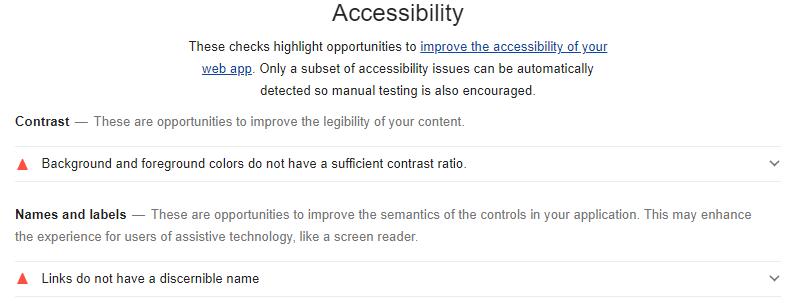 Accessibility
These checks highlight opportunities to improve the accessibility of your
web app. Only a subset of accessibility issues can be automatically
detected so manual testing is also encouraged.
Contrast — These are opportunities to improve the legibility of your content.
Background and foreground colors do not have a sufficient contrast ratio.
Names and labels — These are opportunities to improve the semantics of the controls in your application. This may enhance
the experience for users of assistive technology, like a screen reader.
Links do not have a discernible name